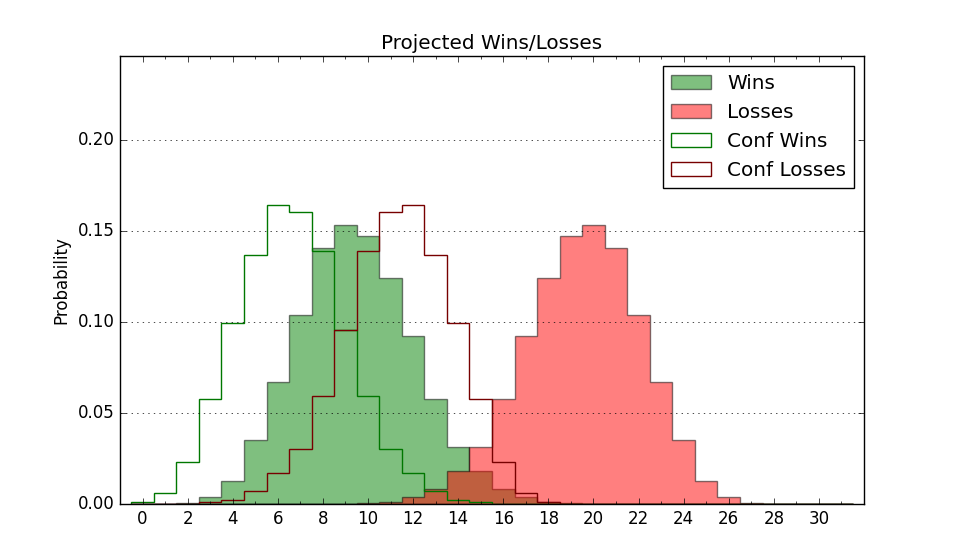 Projected Wins/Losses
Wins
Losses
Conf Wins
Conf Losses
Probability
0.20
0.15
0.10
0.05
0.00
0 2 4 6 8 10 12 14 16 18 20 22 24 26 28 30